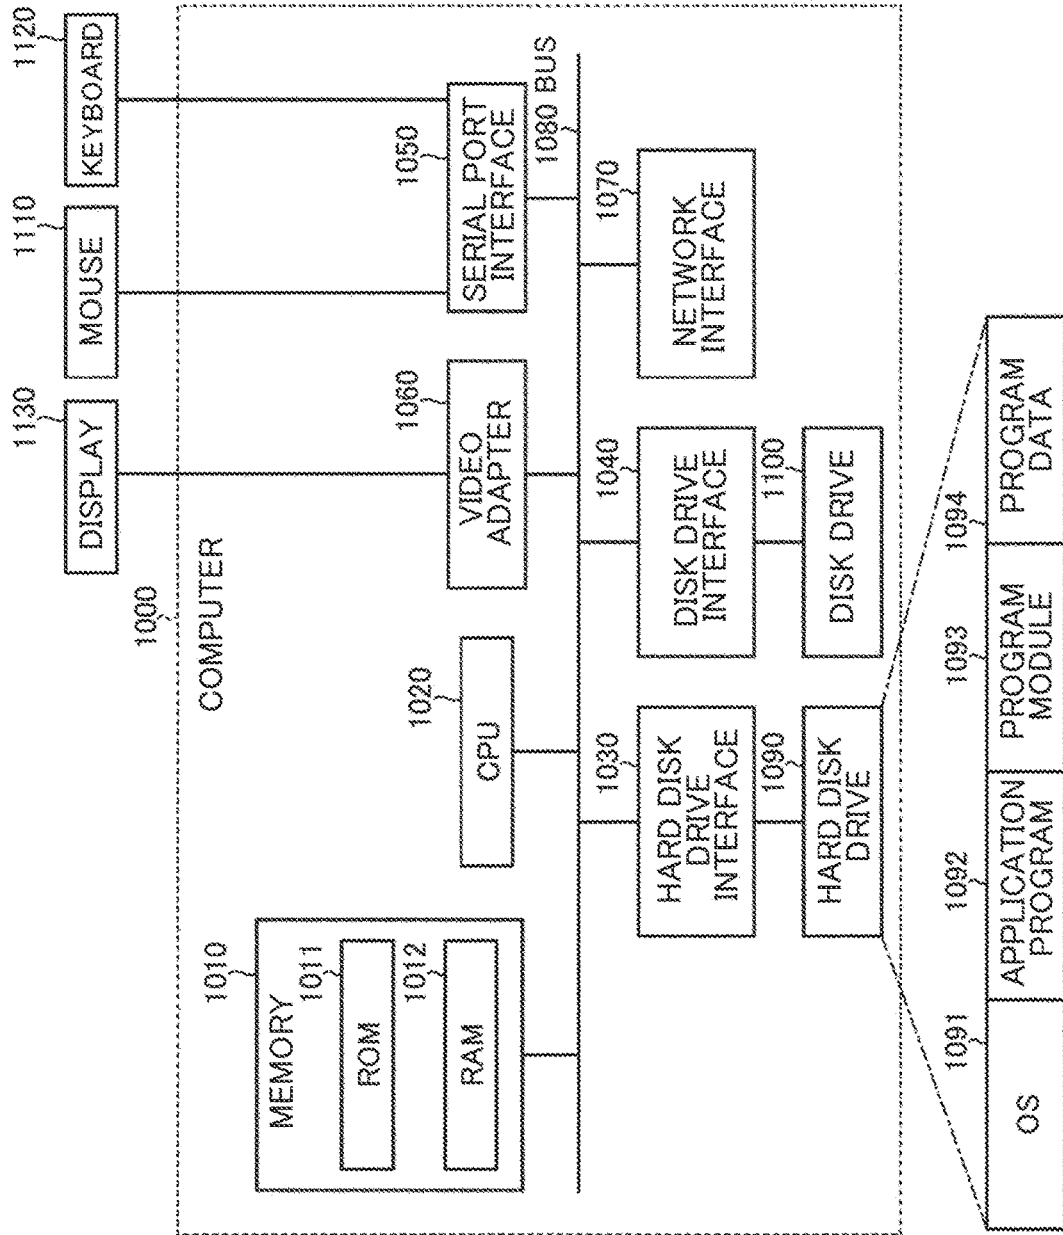 1000
COMPUTER
1010
MEMORY
1011
ROM
1012
RAM
1020
CPU
1130
DISPLAY
1110
MOUSE
1120
KEYBOARD
1060
VIDEO
ADAPTER
1050
SERIAL PORT
INTERFACE
1080 BUS
1030
HARD DISK
DRIVE
INTERFACE
1040
DISK DRIVE
INTERFACE
1070
NETWORK
INTERFACE
1090
HARD DISK
DRIVE
1100
DISK DRIVE
1091
OS
1092
APPLICATION
PROGRAM
1093
PROGRAM
MODULE
1094
PROGRAM
DATA